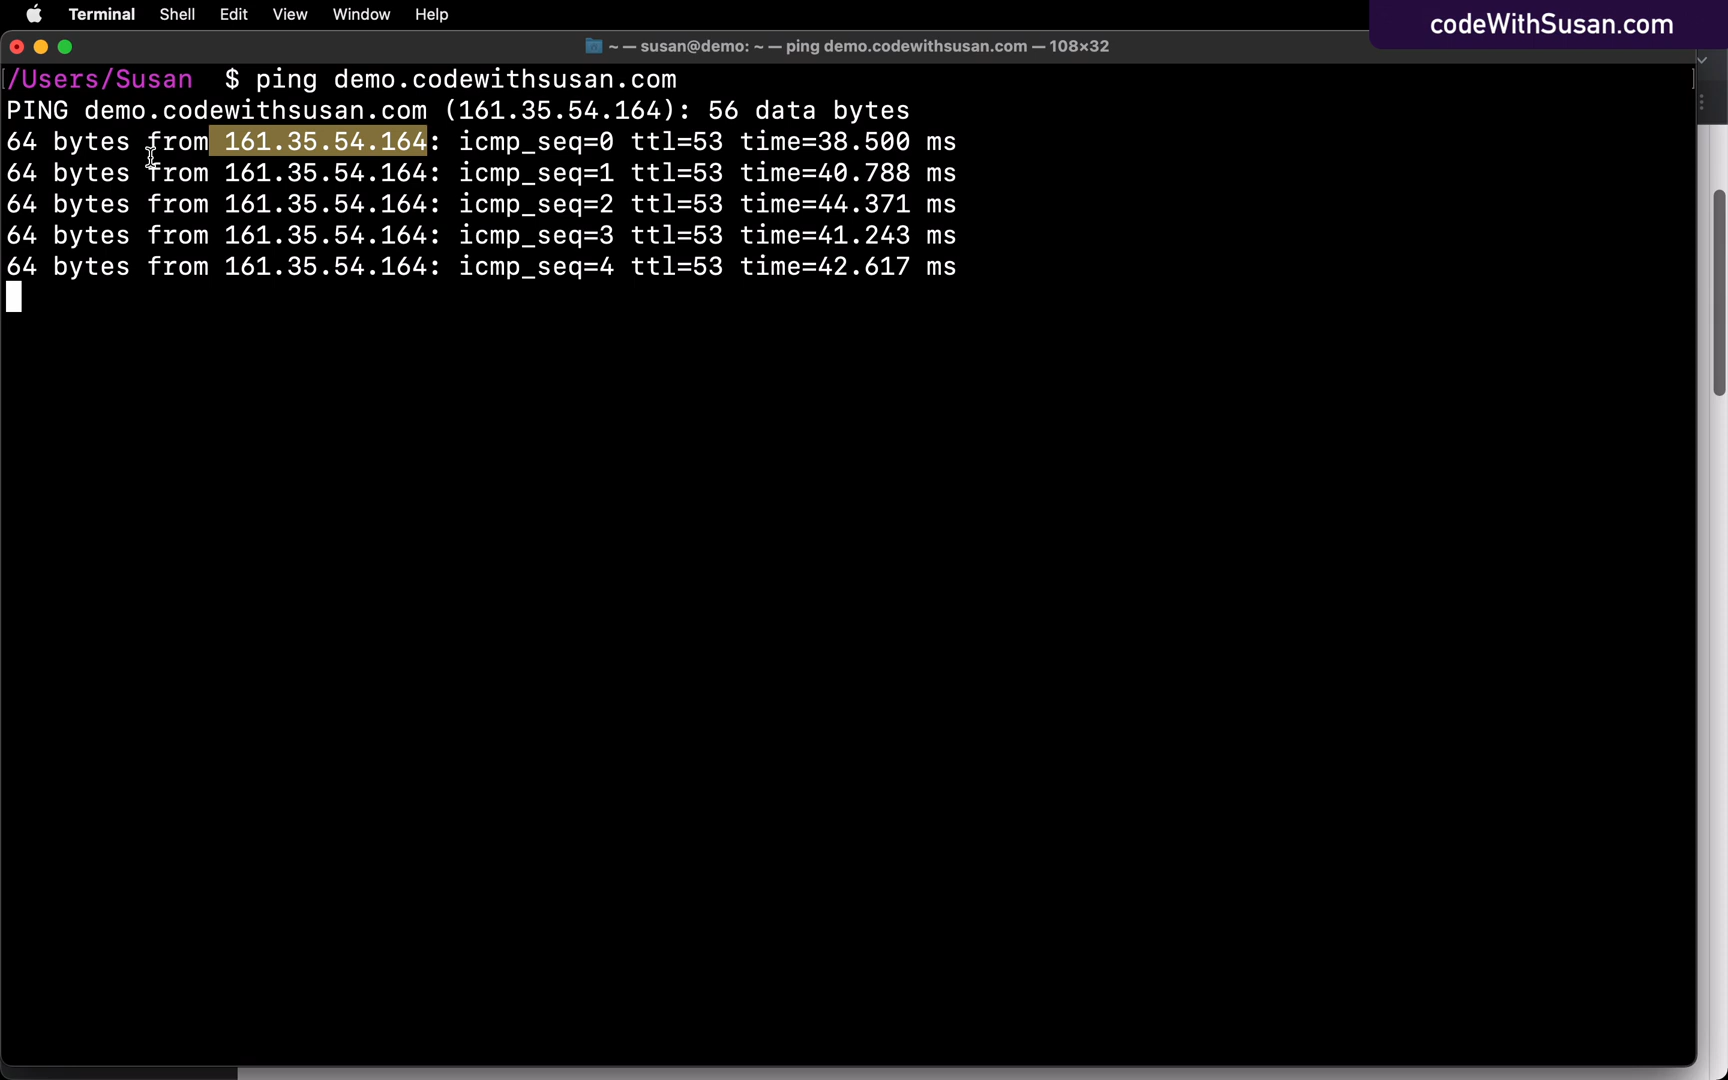 Terminal Shell Edit View Window Help
codeWithSusan.com
~ — susan@demo: ~ — ping demo.codewithsusan.com — 108×32
[/Users/Susan $ ping demo.codewithsusan.com ]
PING demo.codewithsusan.com (161.35.54.164): 56 data bytes
64 bytes from 161.35.54.164: icmp_seq=0 ttl=53 time=38.500 ms
64 bytes from 161.35.54.164: icmp_seq=1 ttl=53 time=40.788 ms
64 bytes from 161.35.54.164: icmp_seq=2 ttl=53 time=44.371 ms
64 bytes from 161.35.54.164: icmp_seq=3 ttl=53 time=41.243 ms
64 bytes from 161.35.54.164: icmp_seq=4 ttl=53 time=42.617 ms